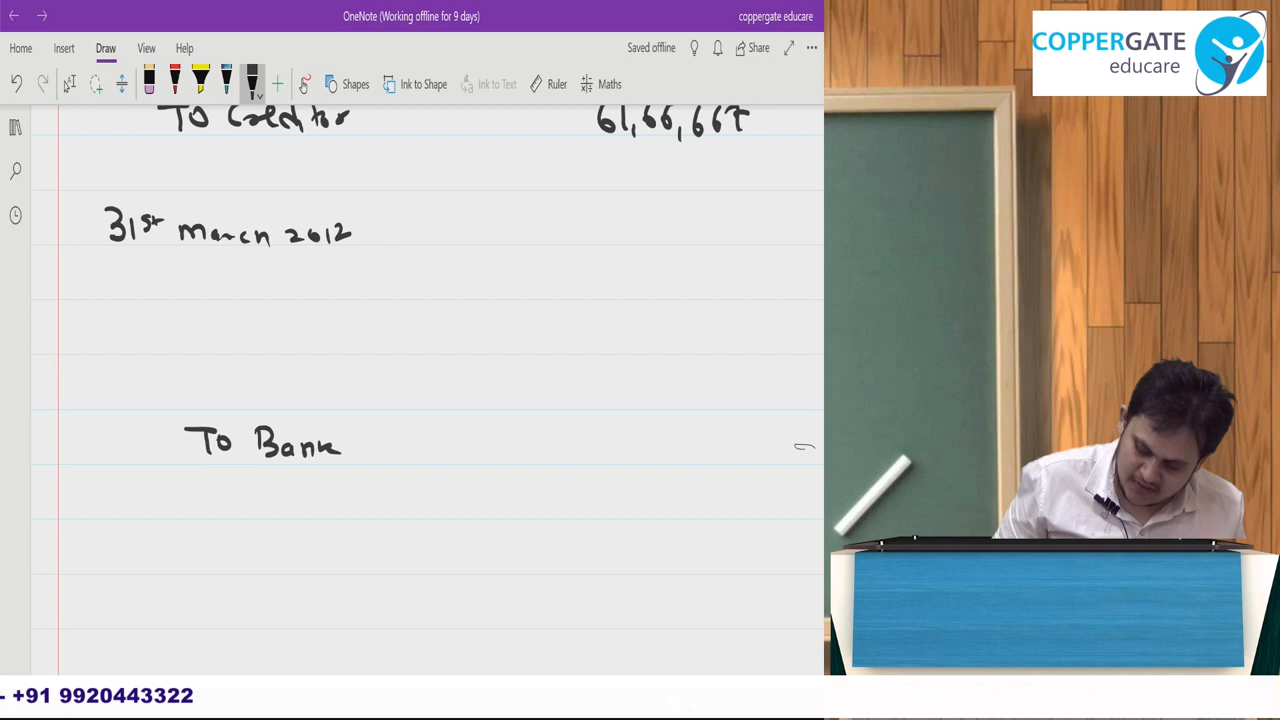 OneNote (Working offline for 9 days)
coppergate educare
Home Insert Draw View Help
Saved offline Share
Shapes Ink to Shape Ink to Text Ruler Maths
COPPERGATE
educare
To Creditor 61,66,667
31st March 2012
To Bank
- +91 9920443322